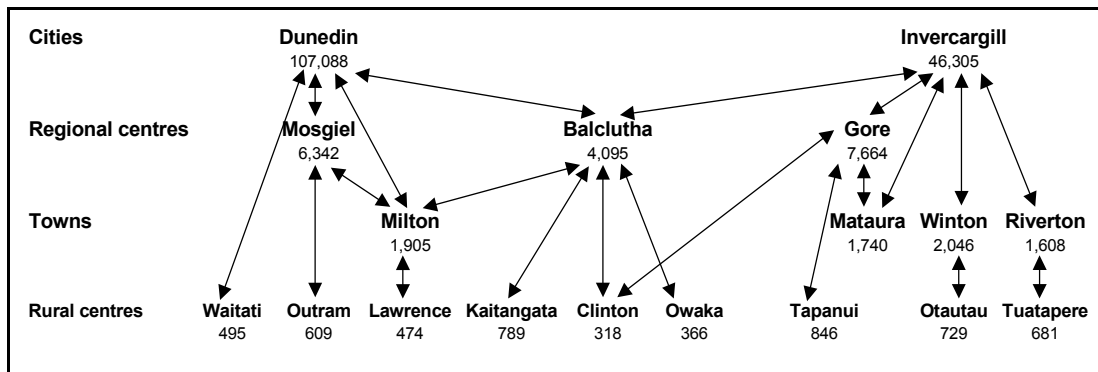 Cities Dunedin Invercargill
107,088 46,305
Regional centres Mosgiel Balclutha Gore
6,342 4,095 7,664
Towns Milton Mataura Winton Riverton
1,905 1,740 2,046 1,608
Rural centres Waitati Outram Lawrence Kaitangata Clinton Owaka Tapanui Otautau Tuatapere
495 609 474 789 318 366 846 729 681